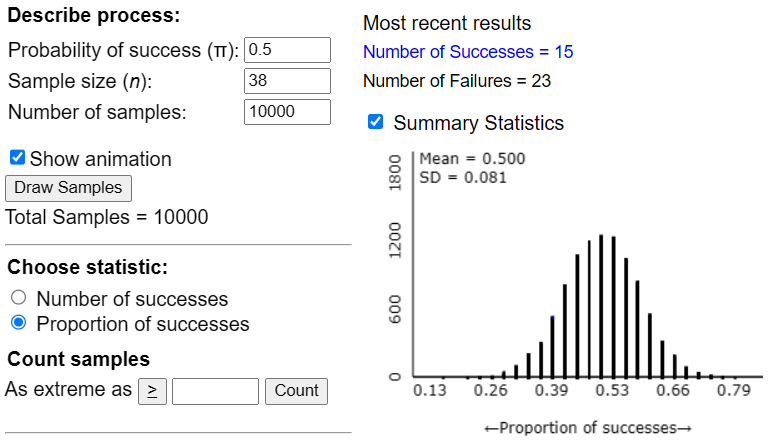 Describe process:
Probability of success (π): 0.5
Sample size (n): 38
Number of samples: 10000
Show animation
Draw Samples
Total Samples = 10000
Choose statistic:
Number of successes
Proportion of successes
Count samples
As extreme as ≥ Count
Most recent results
Number of Successes = 15
Number of Failures = 23
Summary Statistics
Mean = 0.500
SD = 0.081
1800
1200
600
0
0.13 0.26 0.39 0.53 0.66 0.79
←Proportion of successes→